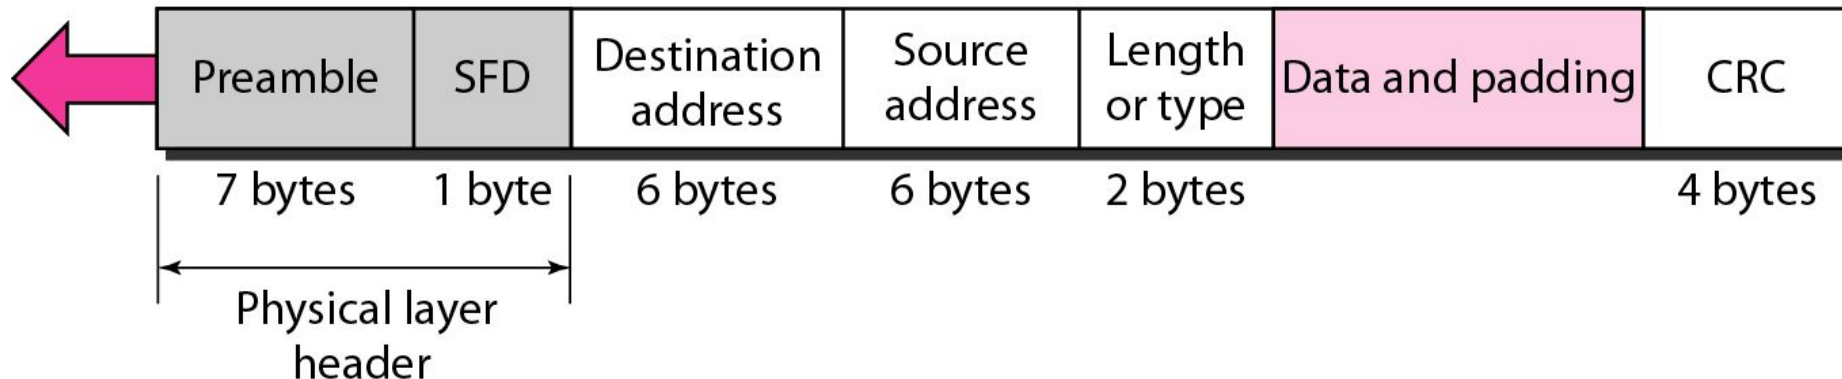 Preamble
SFD
Destination
address
Source
address
Length
or type
Data and padding
CRC
7 bytes
1 byte
6 bytes
6 bytes
2 bytes
4 bytes
Physical layer
header